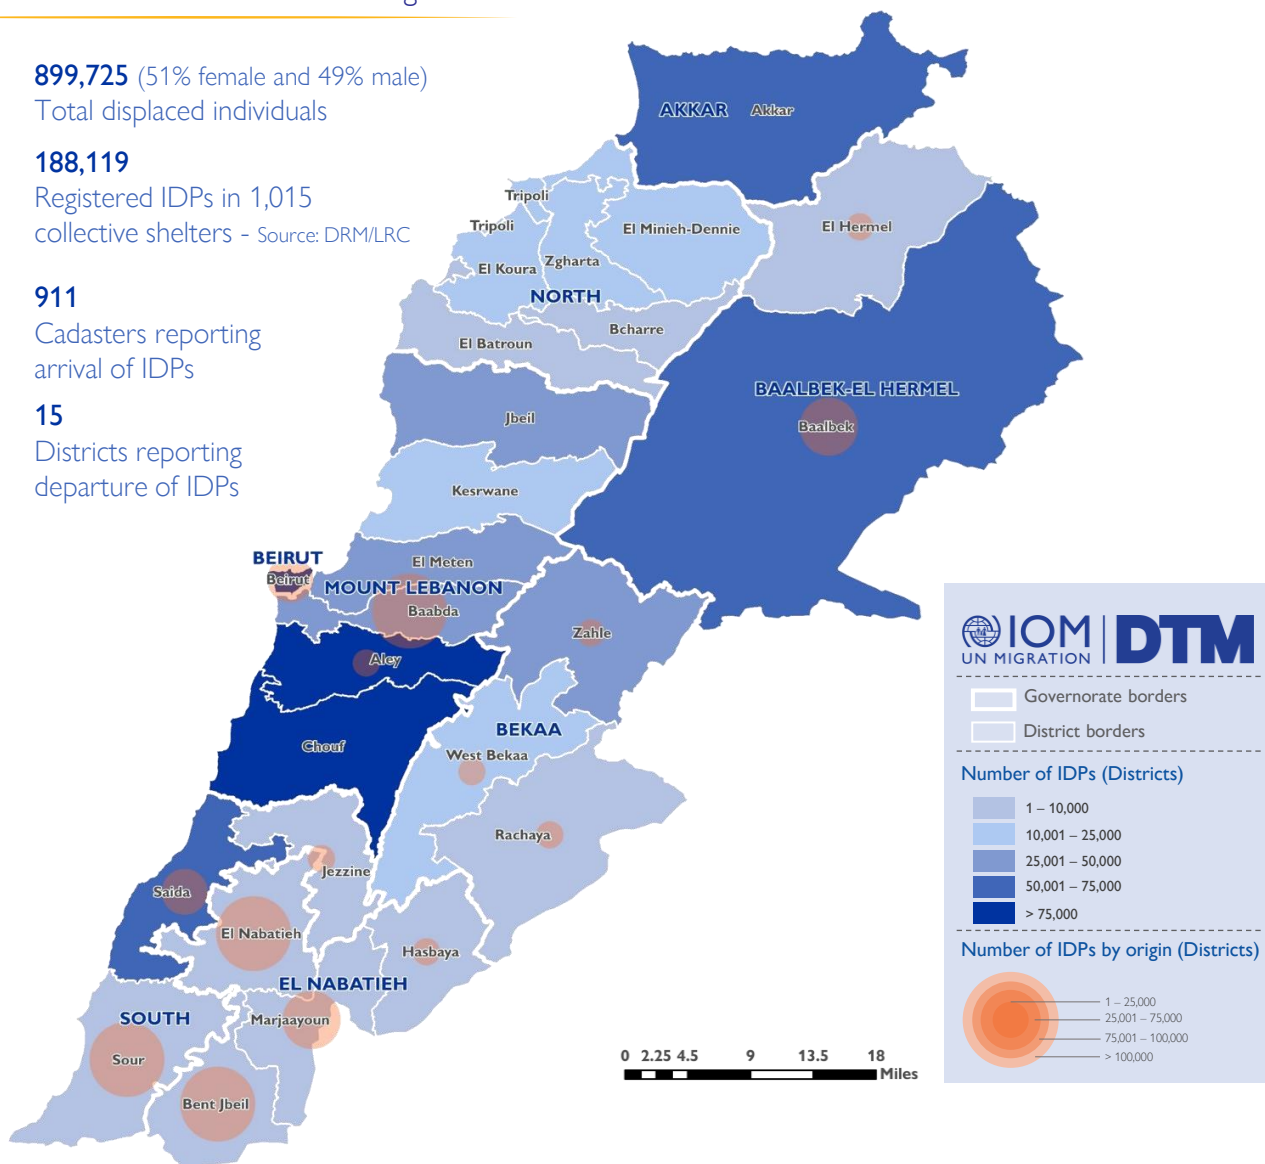 899,725 (51% female and 49% male)
Total displaced individuals
188,119
Registered IDPs in 1,015
collective shelters - Source: DRM/LRC
911
Cadasters reporting
arrival of IDPs
15
Districts reporting
departure of IDPs
AKKAR
Akkar
Tripoli
Tripoli
El Minieh-Dennie
El Hermel
El Koura
Zgharta
NORTH
Bcharre
El Batroun
BAALBEK-EL HERMEL
Jbeil
Baalbek
Kesrwane
BEIRUT
Beirut
El Meten
MOUNT LEBANON
Baabda
Zahle
Aley
BEKAA
Chouf
West Bekaa
Rachaya
Jezzine
Saida
El Nabatieh
Hasbaya
EL NABATIEH
SOUTH
Marjaayoun
Sour
Bent Jbeil
0 2.25 4.5 9 13.5 18
Miles
IOM DTM
UN MIGRATION
Governorate borders
District borders
Number of IDPs (Districts)
1 – 10,000
10,001 – 25,000
25,001 – 50,000
50,001 – 75,000
> 75,000
Number of IDPs by origin (Districts)
1 – 25,000
25,001 – 75,000
75,001 – 100,000
> 100,000